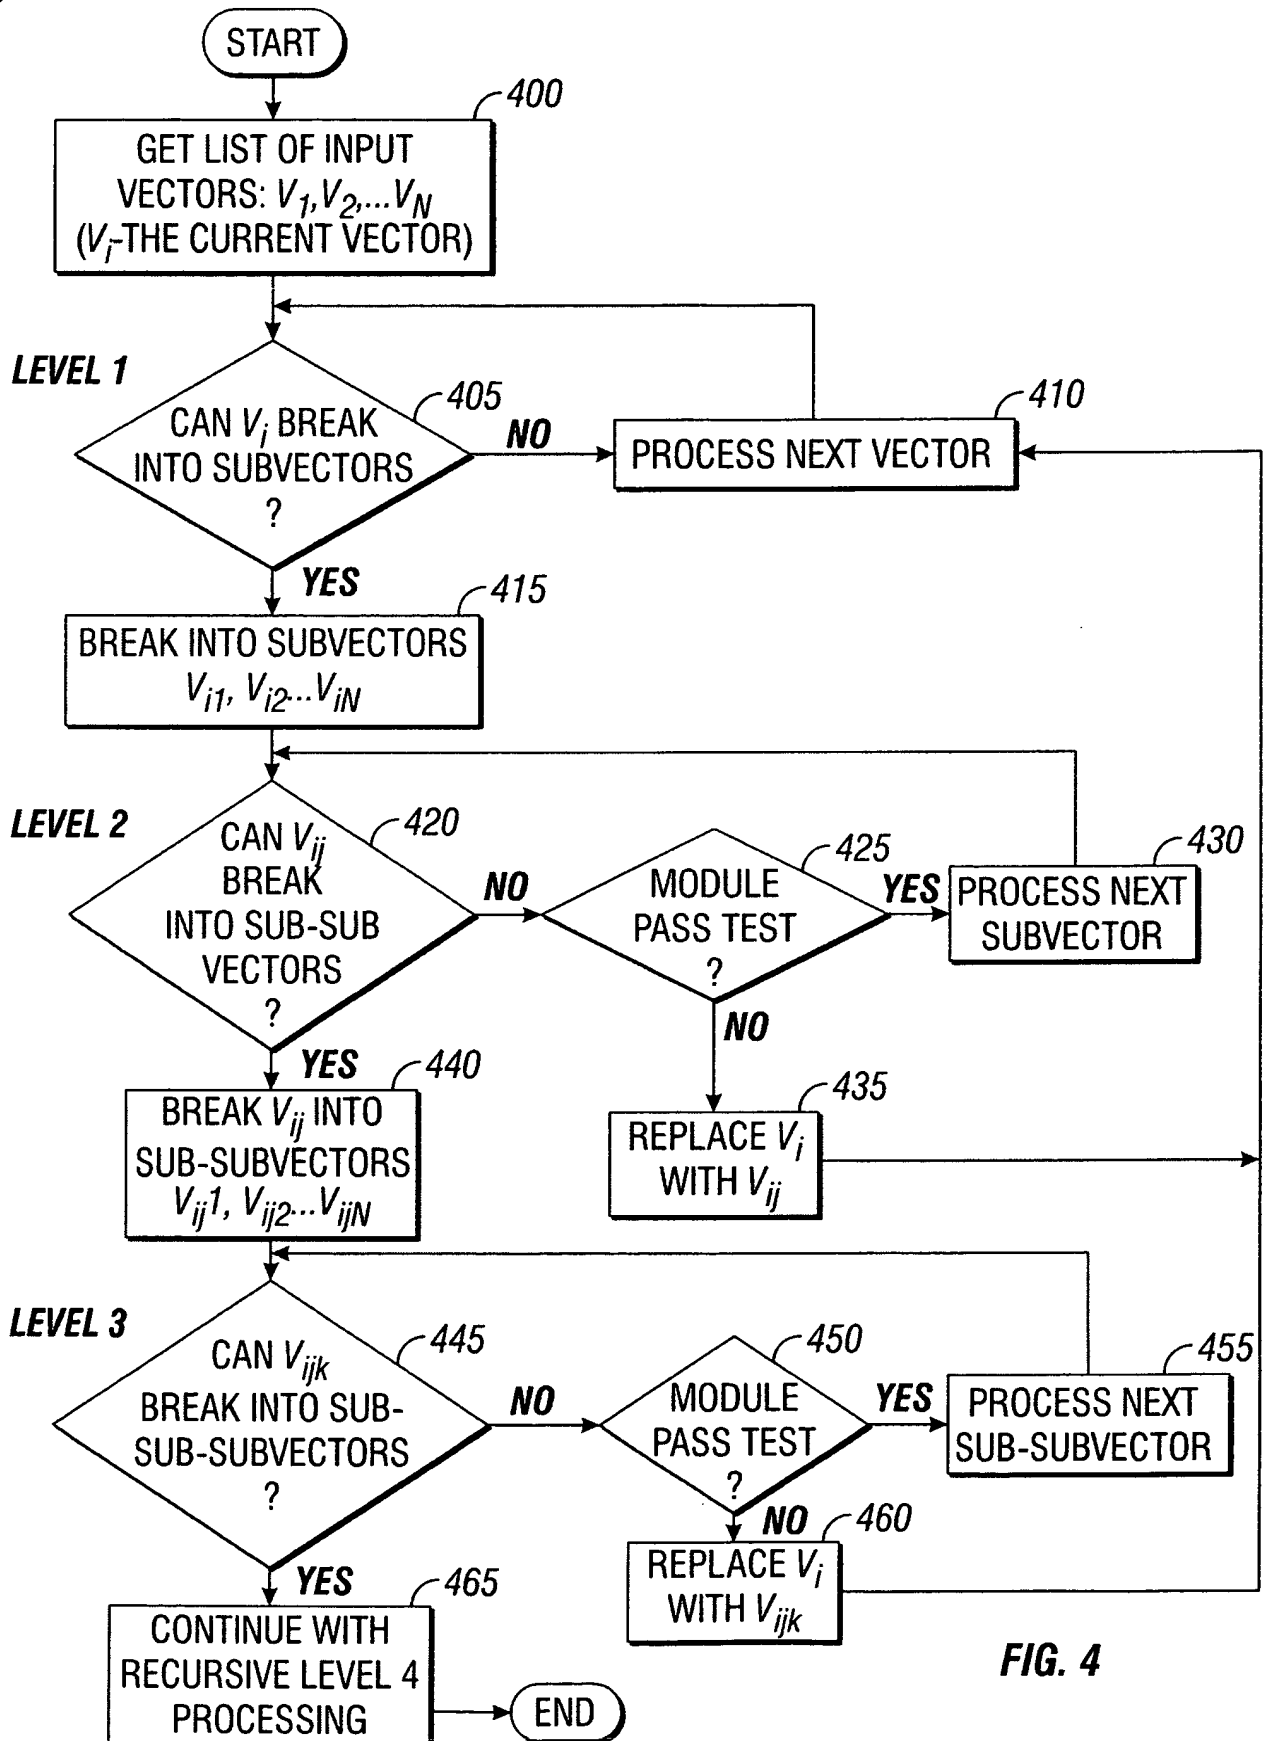 START
400
GET LIST OF INPUT
VECTORS: V1,V2,...VN
(Vi-THE CURRENT VECTOR)
LEVEL 1
405
CAN Vi BREAK
INTO SUBVECTORS
?
NO
410
PROCESS NEXT VECTOR
YES
415
BREAK INTO SUBVECTORS
Vi1, Vi2...ViN
LEVEL 2
420
CAN Vij
BREAK
INTO SUB-SUB
VECTORS
?
NO
425
MODULE
PASS TEST
?
YES
430
PROCESS NEXT
SUBVECTOR
NO
435
REPLACE Vi
WITH Vij
YES
440
BREAK Vij INTO
SUB-SUBVECTORS
Vij1, Vij2...VijN
LEVEL 3
445
CAN Vijk
BREAK INTO SUB-
SUB-SUBVECTORS
?
NO
450
MODULE
PASS TEST
?
YES
455
PROCESS NEXT
SUB-SUBVECTOR
NO
460
REPLACE Vi
WITH Vijk
YES
465
CONTINUE WITH
RECURSIVE LEVEL 4
PROCESSING
END
FIG. 4